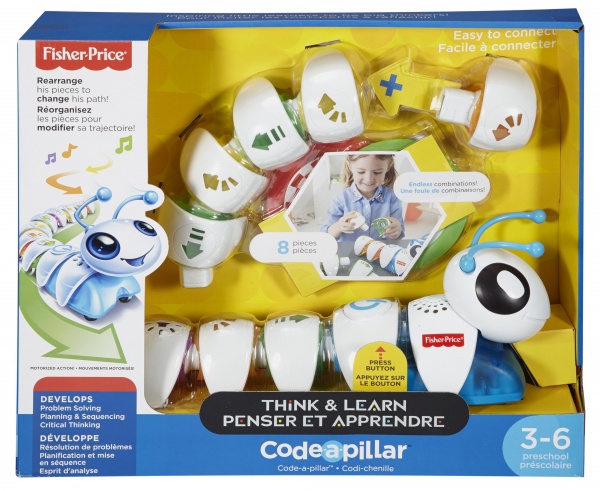 Easy to connect
Facile à connecter
Fisher-Price
Rearrange
his pieces to
change his path!
Réorganisez
les pièces pour
modifier sa trajectoire!
Endless combinations!
Une foule de combinaisons!
8 pieces
pièces
MOTORIZED ACTION! • MOUVEMENTS MOTORISÉS!
Fisher-Price
PRESS
BUTTON
APPUYEZ SUR
LE BOUTON
DEVELOPS
Problem Solving
Planning & Sequencing
Critical Thinking
DÉVELOPPE
Résolution de problèmes
Planification et mise
en séquence
Esprit d'analyse
THiNK & LEARN
PENSER ET APPRENDRE
Code-a-pillar™
Code-a-pillar™ • Codi-chenille
3-6
preschool
préscolaire